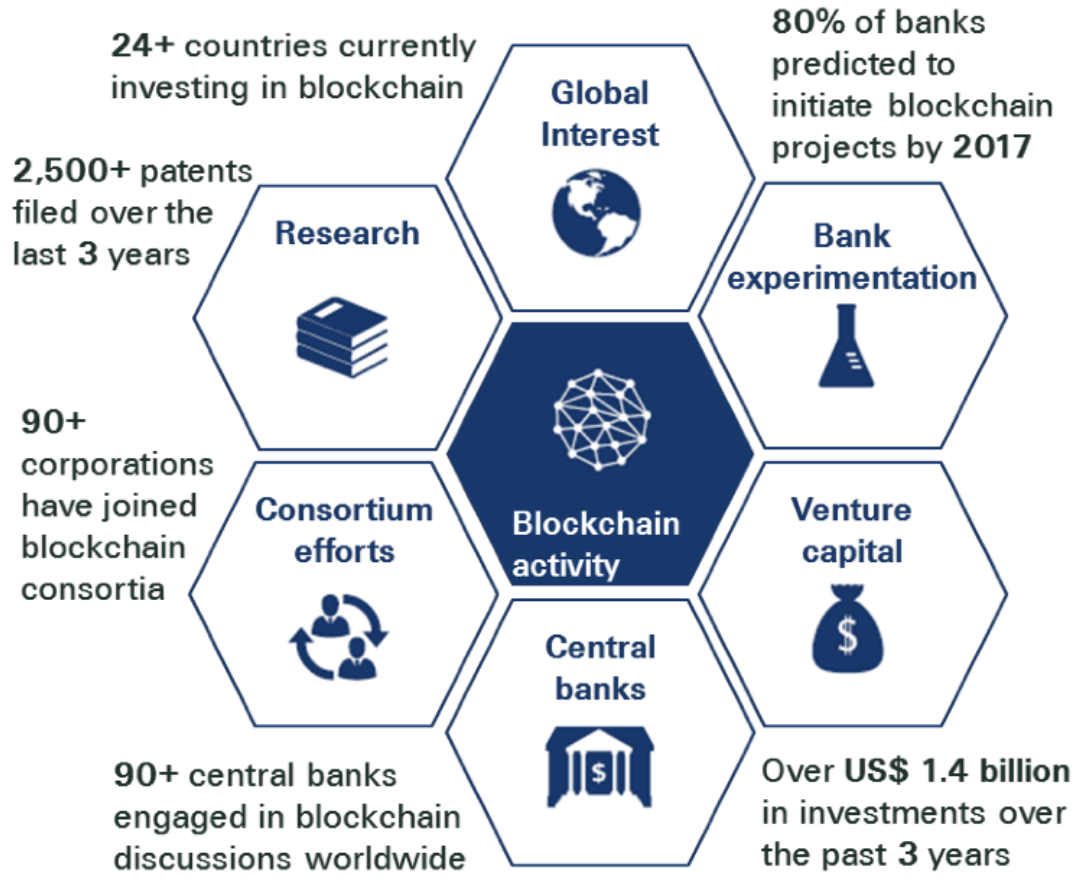 24+ countries currently
investing in blockchain
Global
Interest
80% of banks
predicted to
initiate blockchain
projects by 2017
2,500+ patents
filed over the
last 3 years
Research
Bank
experimentation
90+
corporations
have joined
blockchain
consortia
Consortium
efforts
Blockchain
activity
Venture
capital
$
Central
banks
$
90+ central banks
engaged in blockchain
discussions worldwide
Over US$ 1.4 billion
in investments over
the past 3 years